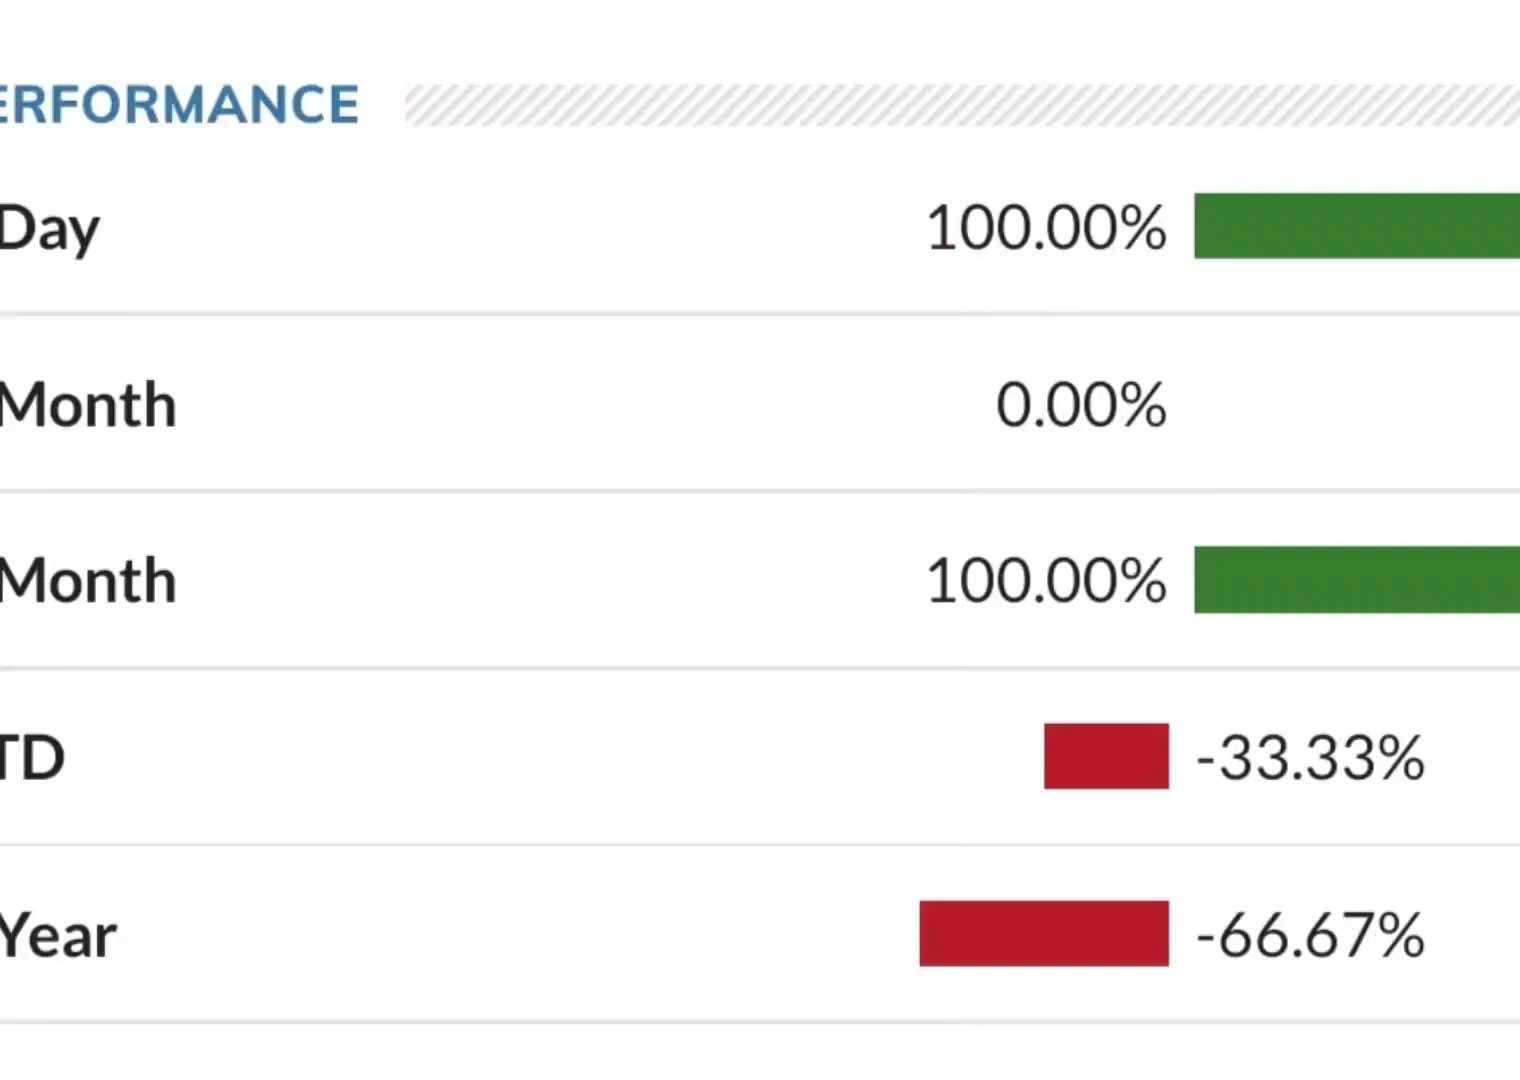 ERFORMANCE
Day 100.00%
Month 0.00%
Month 100.00%
TD -33.33%
Year -66.67%